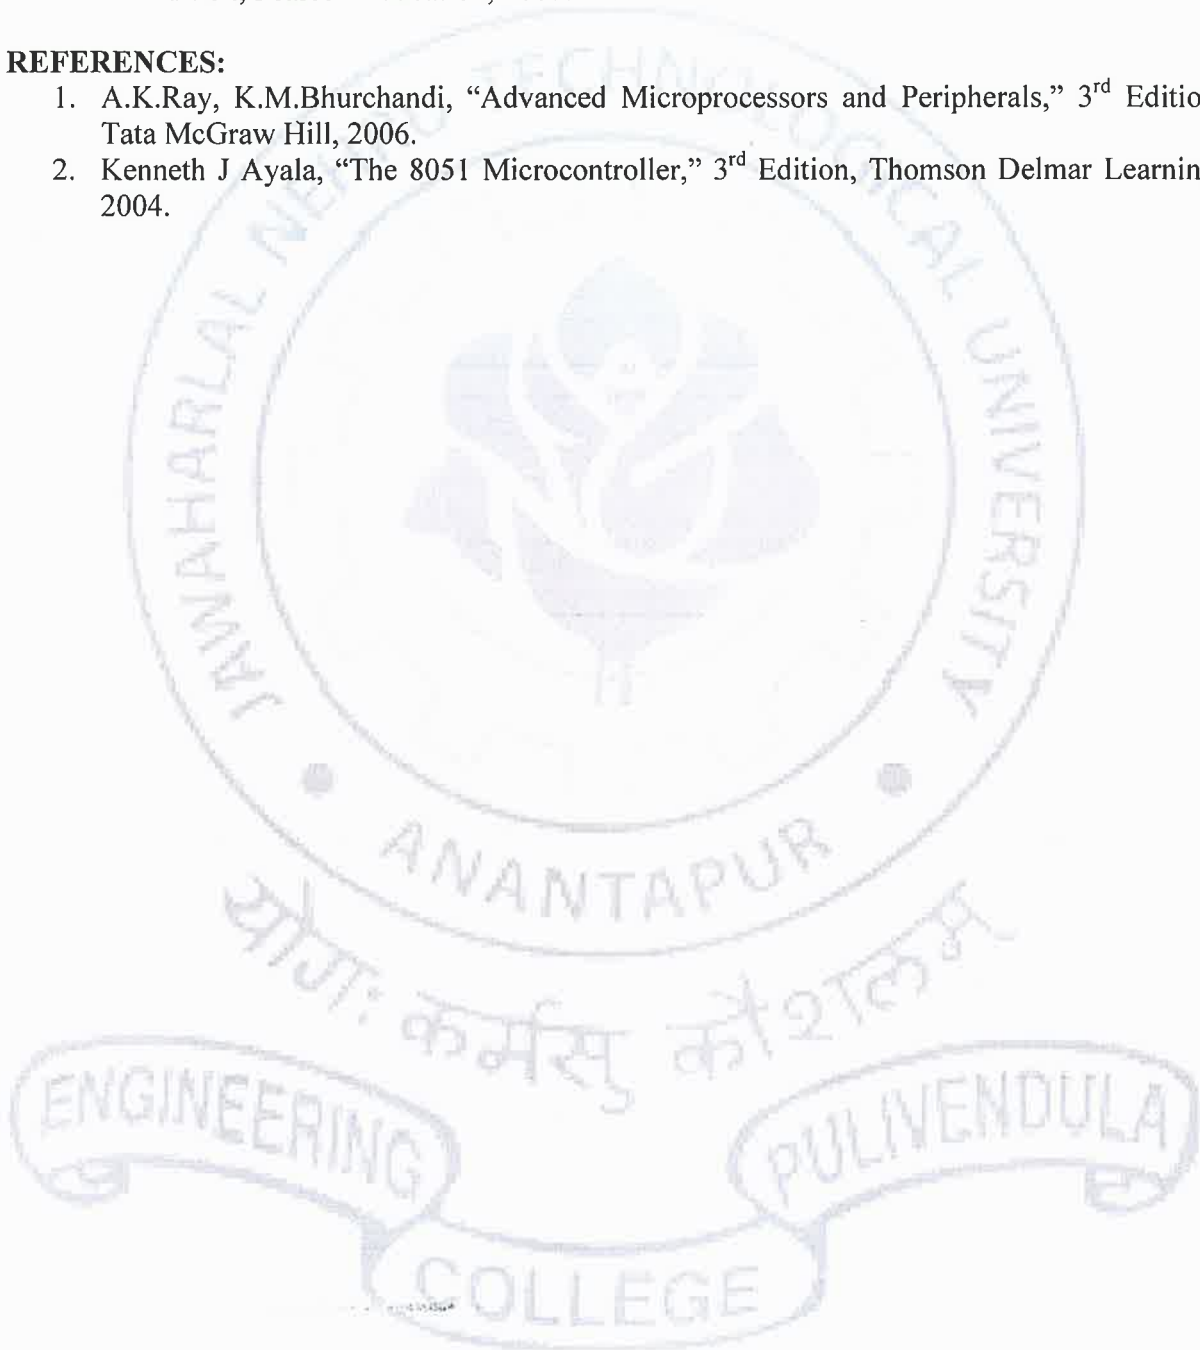 REFERENCES:
1. A.K.Ray, K.M.Bhurchandi, “Advanced Microprocessors and Peripherals,” 3rd Editio
Tata McGraw Hill, 2006.
2. Kenneth J Ayala, “The 8051 Microcontroller,” 3rd Edition, Thomson Delmar Learnin
2004.
JAWAHARLAL NEHRU TECHNOLOGICAL UNIVERSITY
ANANTAPUR
योगः कर्मसु कौशलम्
ENGINEERING
PULIVENDULA
COLLEGE